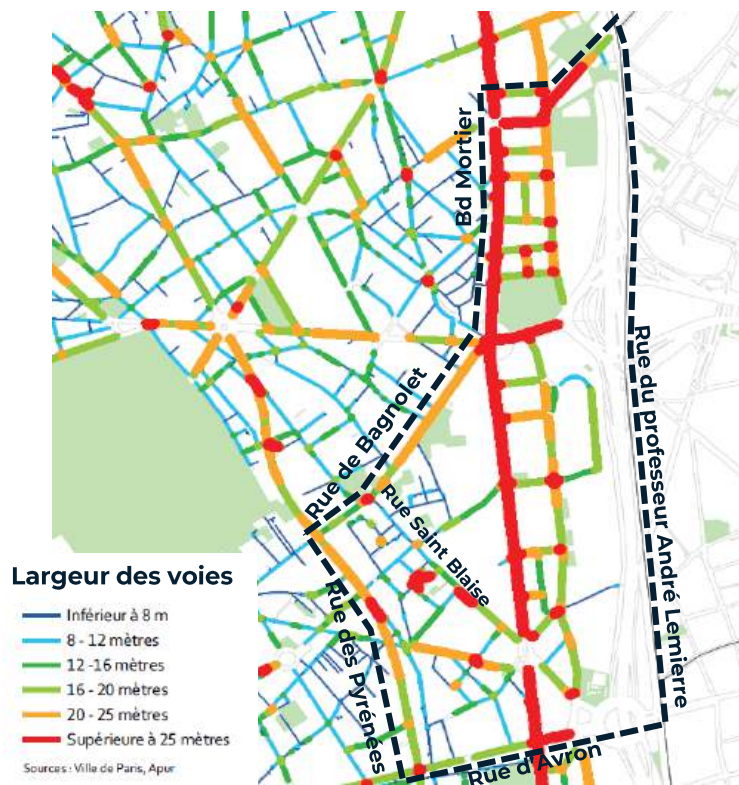 Bd Mortier
Rue de Bagnolet
Rue Saint Blaise
Rue du professeur André Lemierre
Rue des Pyrénées
Rue d'Avron
Largeur des voies
Inférieur à 8 m
8 - 12 mètres
12 -16 mètres
16 - 20 mètres
20 - 25 mètres
Supérieure à 25 mètres
Sources : Ville de Paris, Apur